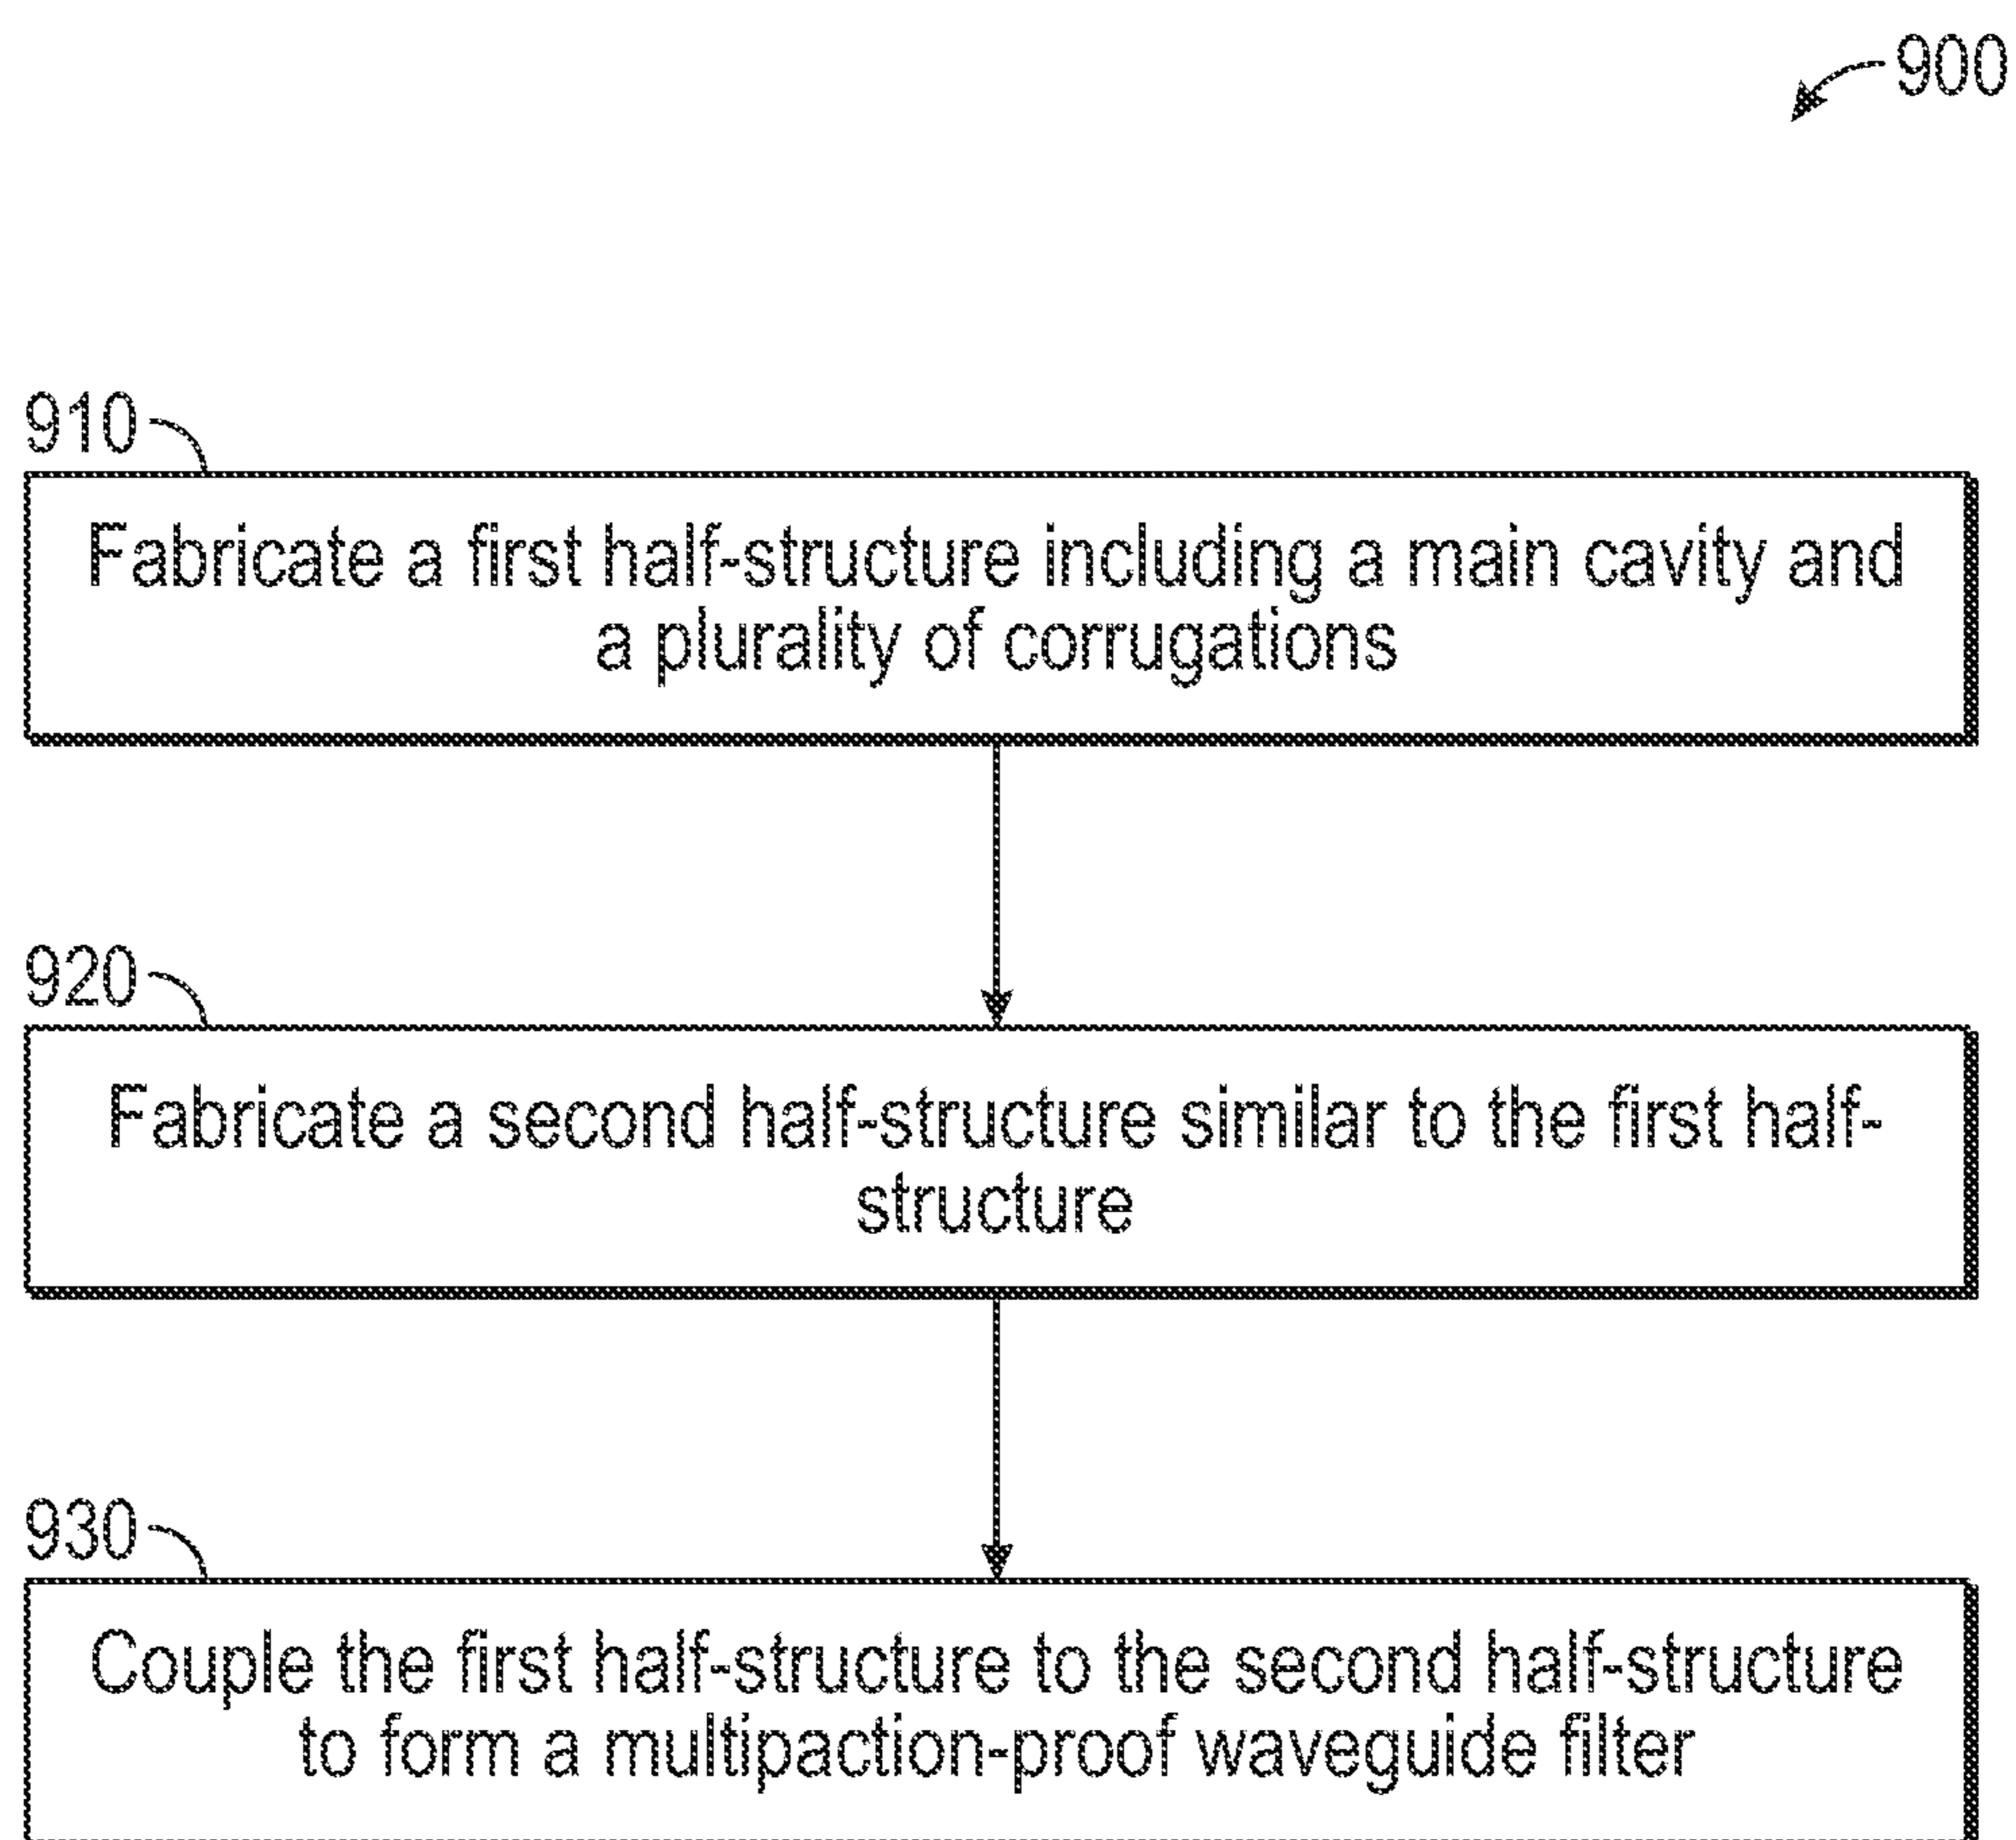 900
910
Fabricate a first half-structure including a main cavity and
a plurality of corrugations
920
Fabricate a second half-structure similar to the first half-
structure
930
Couple the first half-structure to the second half-structure
to form a multipaction-proof waveguide filter